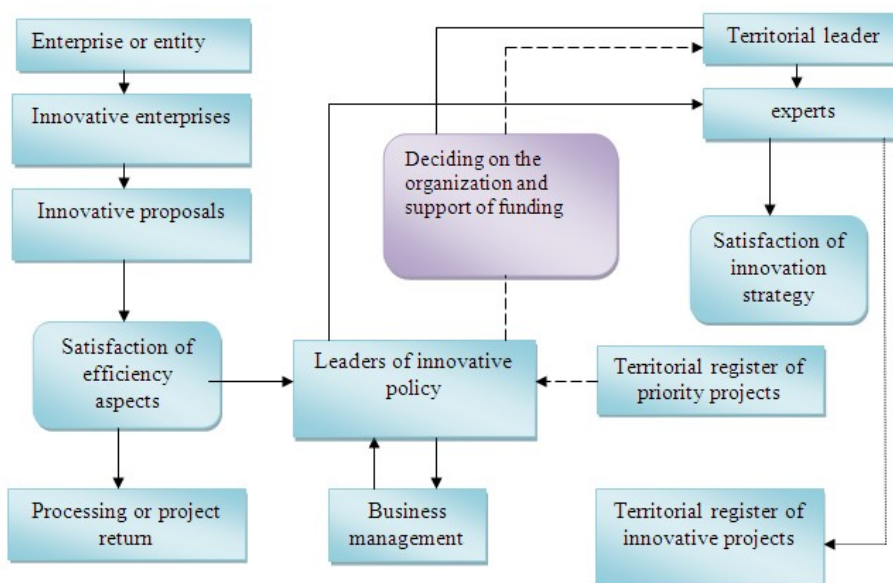 Enterprise or entity
Innovative enterprises
Innovative proposals
Satisfaction of
efficiency
aspects
Processing or project
return
Deciding on the
organization and
support of funding
Leaders of innovative
policy
Business
management
Territorial leader
experts
Satisfaction of
innovation
strategy
Territorial register of
priority projects
Territorial register of
innovative projects